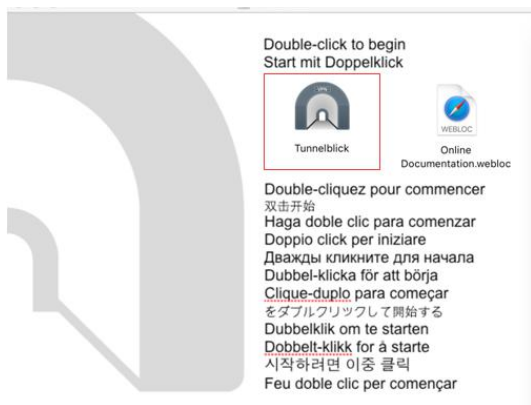 Double-click to begin
Start mit Doppelklick
VPN
WEBLOC
Tunnelblick
Online
Documentation.webloc
Double-cliquez pour commencer
双击开始
Haga doble clic para comenzar
Doppio click per iniziare
Дважды кликните для начала
Dubbel-klicka för att börja
Clique-duplo para começar
をダブルクリックして開始する
Dubbelklik om te starten
Dobbelt-klikk for å starte
시작하려면 이중 클릭
Feu doble clic per començar